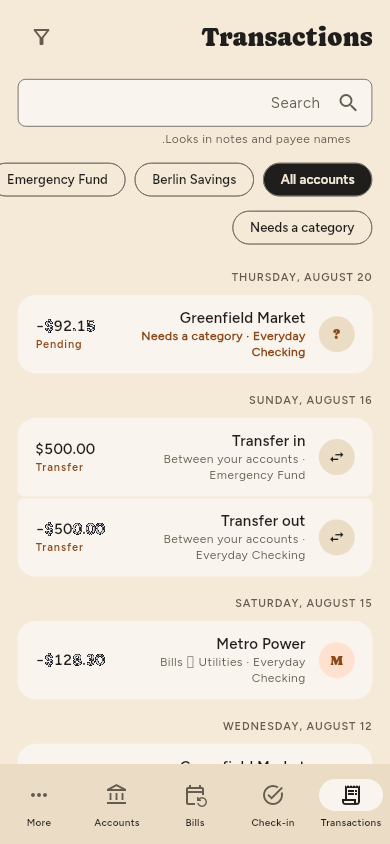 Transactions
Search
.Looks in notes and payee names
All accounts
Berlin Savings
Emergency Fund
Needs a category
THURSDAY, AUGUST 20
?
Greenfield Market
Needs a category · Everyday
Checking
-$92.15
Pending
SUNDAY, AUGUST 16
Transfer in
Between your accounts ·
Emergency Fund
$500.00
Transfer
Transfer out
Between your accounts ·
Everyday Checking
-$500.00
Transfer
SATURDAY, AUGUST 15
M
Metro Power
Bills Utilities · Everyday
Checking
-$128.30
WEDNESDAY, AUGUST 12
Transactions
Check-in
Bills
Accounts
More